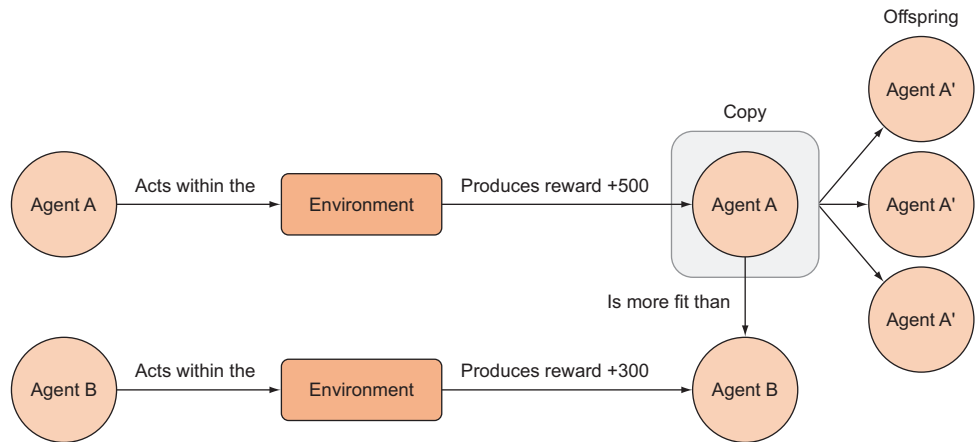 Offspring
Agent A'
Copy
Agent A
Acts within the
Environment
Produces reward +500
Agent A
Agent A'
Is more fit than
Agent A'
Agent B
Acts within the
Environment
Produces reward +300
Agent B